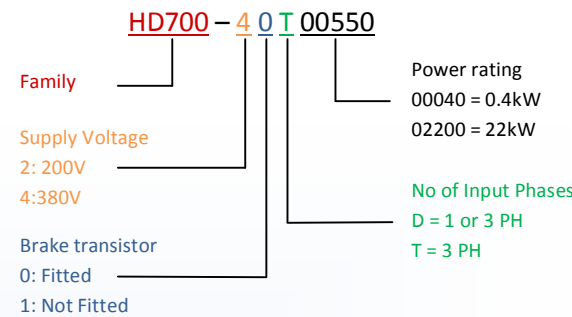 HD700 – 4 0 T 00550
Family
Supply Voltage
2: 200V
4:380V
Brake transistor
0: Fitted
1: Not Fitted
Power rating
00040 = 0.4kW
02200 = 22kW
No of Input Phases
D = 1 or 3 PH
T = 3 PH